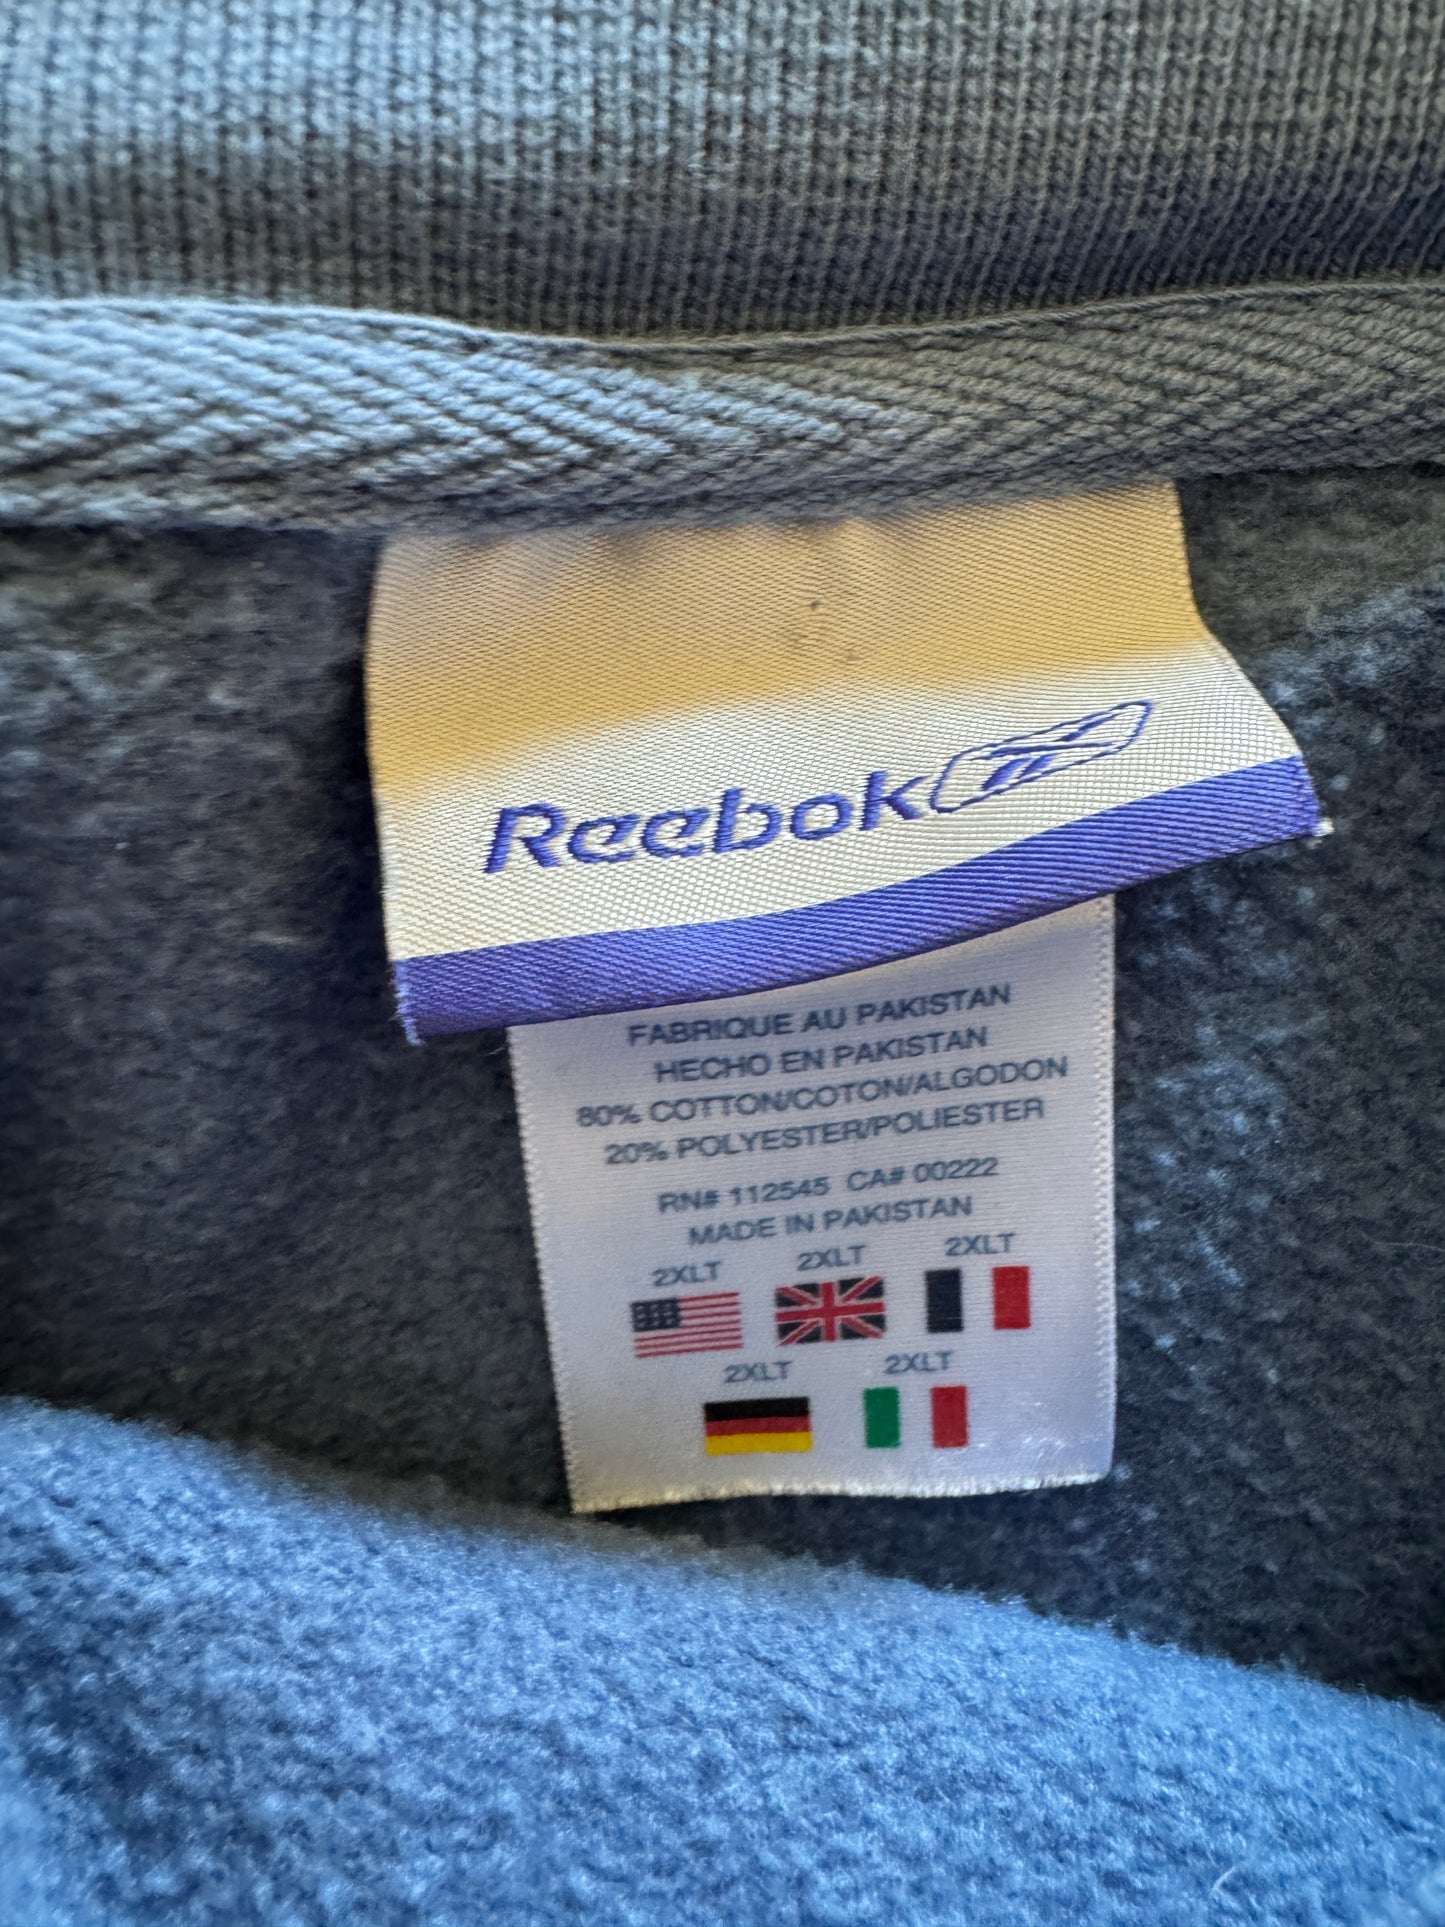 Reebok
FABRIQUE AU PAKISTAN
HECHO EN PAKISTAN
80% COTTON/COTON/ALGODON
20% POLYESTER/POLIESTER
RN# 112545 CA# 00222
MADE IN PAKISTAN
2XLT 2XLT 2XLT
2XLT 2XLT